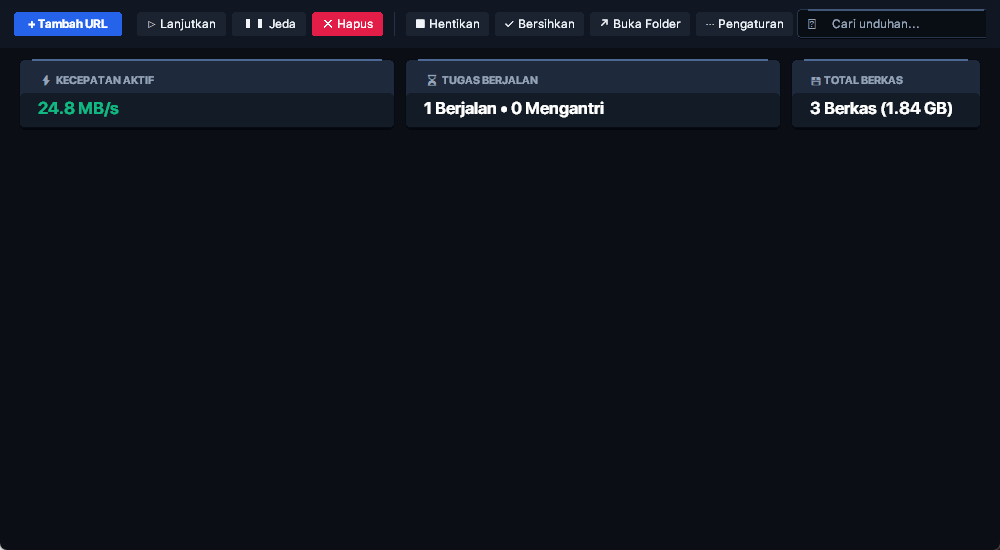 + Tambah URL
▷ Lanjutkan
❚❚ Jeda
✕ Hapus
■ Hentikan
✓ Bersihkan
↗ Buka Folder
··· Pengaturan
Cari unduhan...
⚡ KECEPATAN AKTIF
24.8 MB/s
⏳ TUGAS BERJALAN
1 Berjalan • 0 Mengantri
💾 TOTAL BERKAS
3 Berkas (1.84 GB)